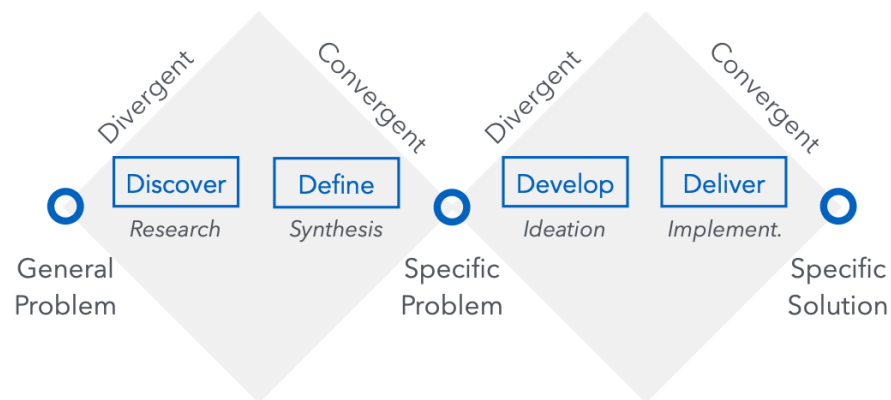 Divergent
Convergent
Divergent
Convergent
Discover
Define
Develop
Deliver
Research
Synthesis
Ideation
Implement.
General
Problem
Specific
Problem
Specific
Solution